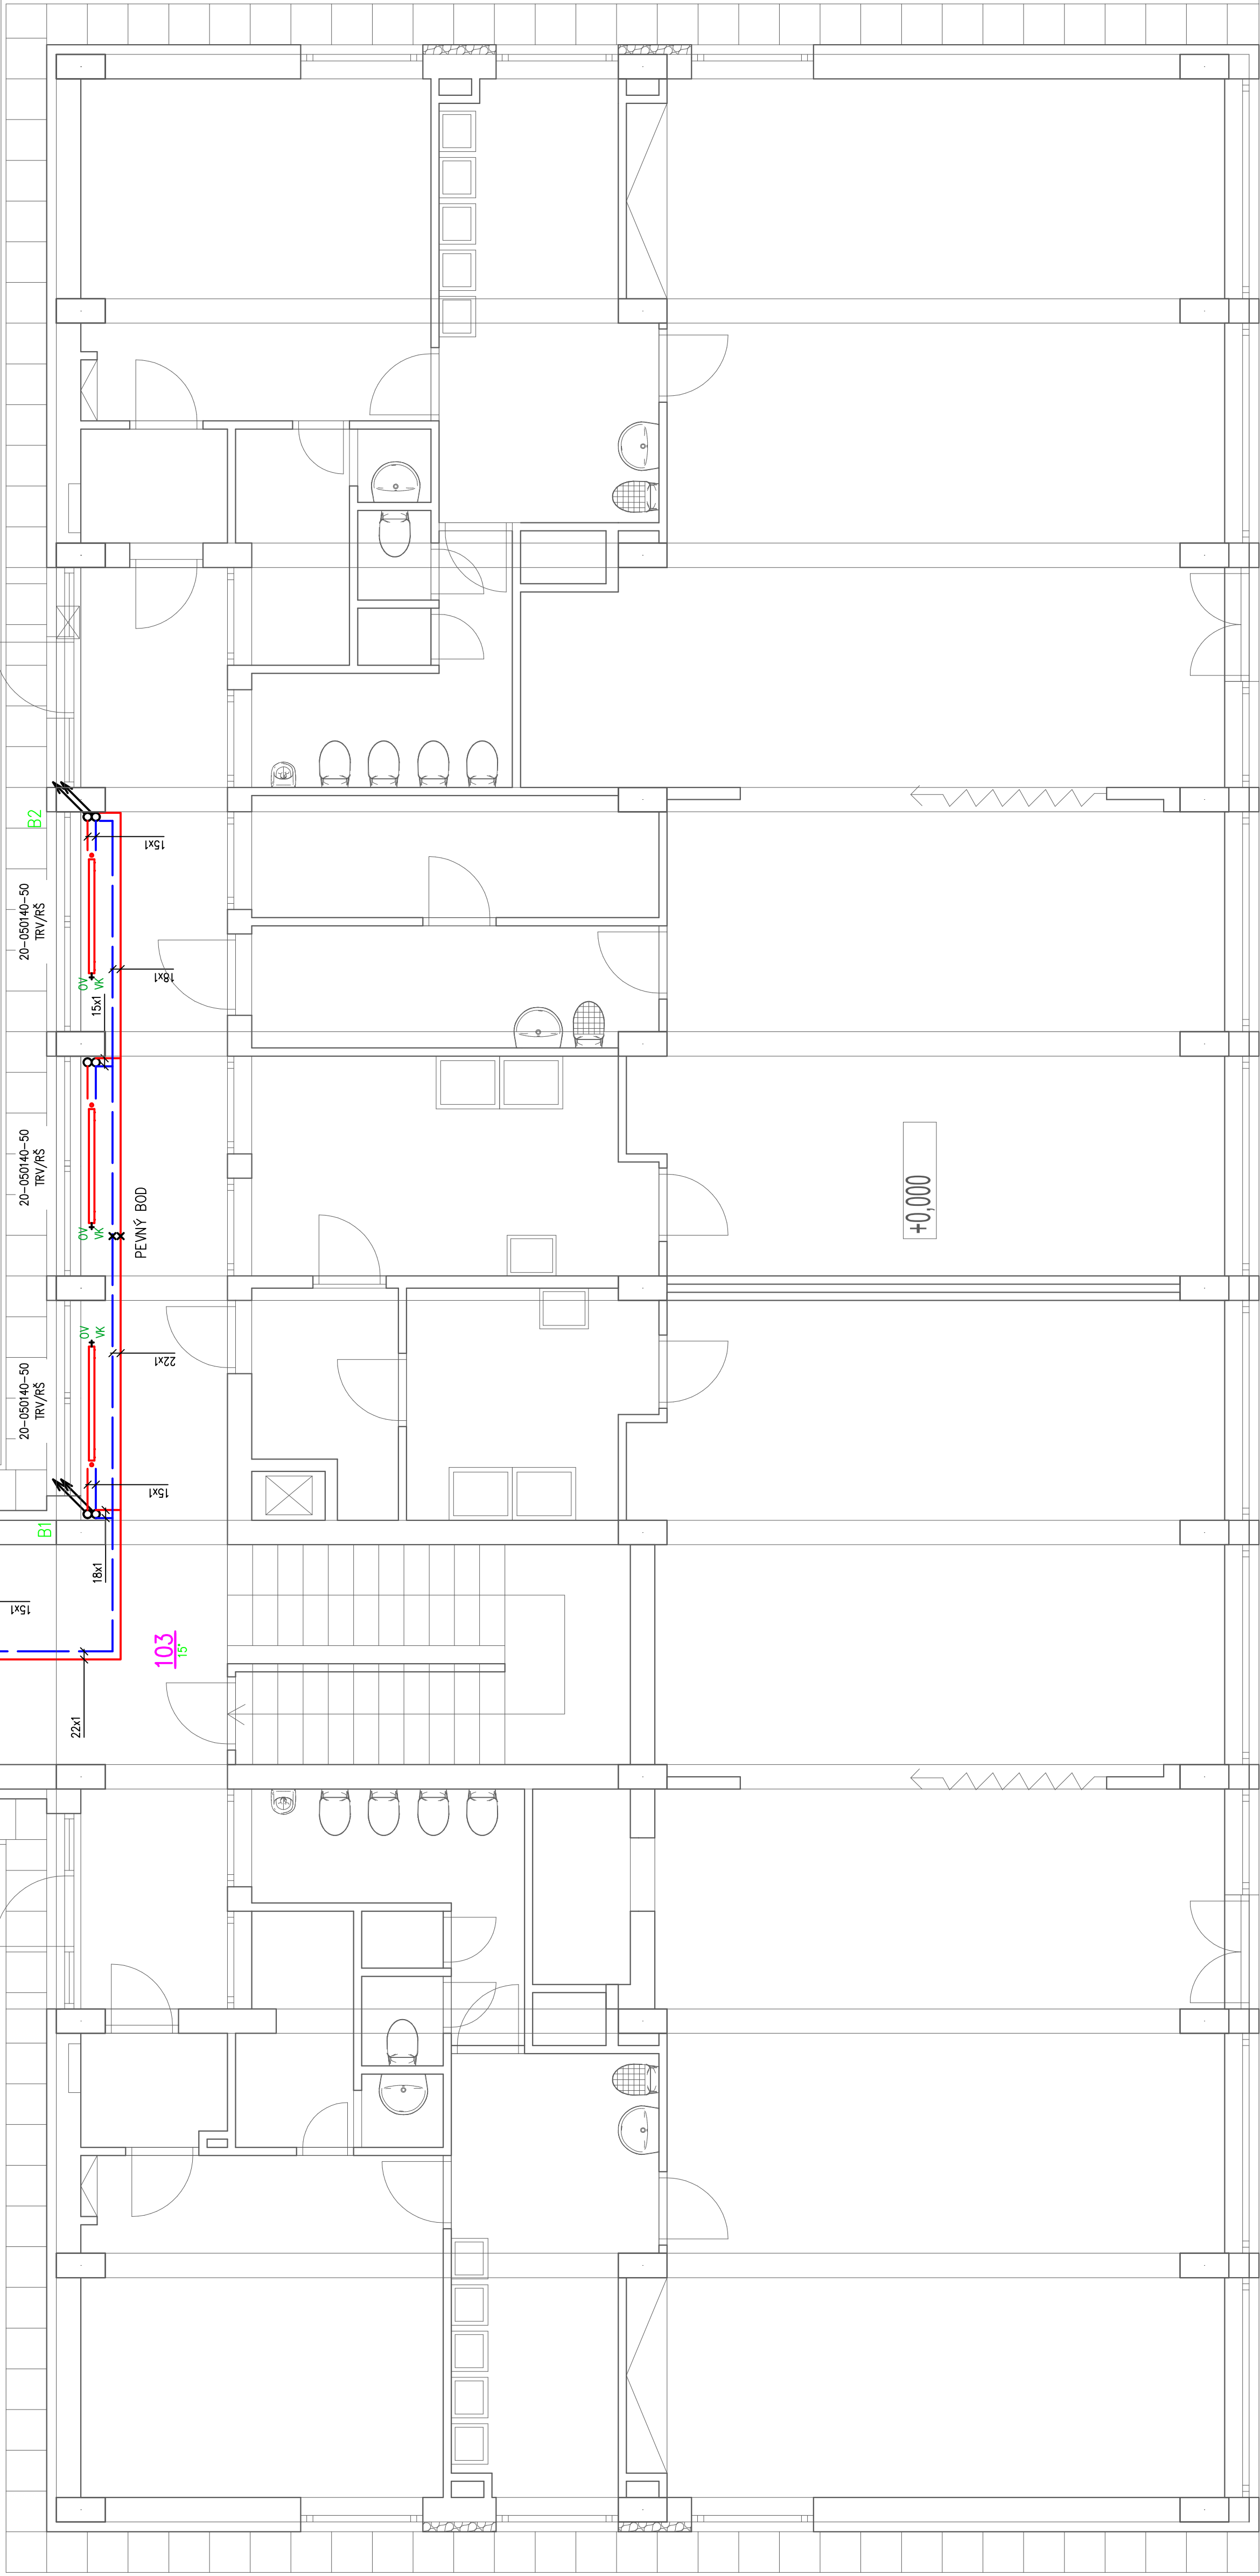 B2
15x1
20-050140-50
TRV/RŠ
OV
VK
18x1
15x1
20-050140-50
TRV/RŠ
OV
VK
PEVNÝ BOD
+0,000
OV
VK
22x1
20-050140-50
TRV/RŠ
15x1
B1
18x1
15x1
103
15°
22x1